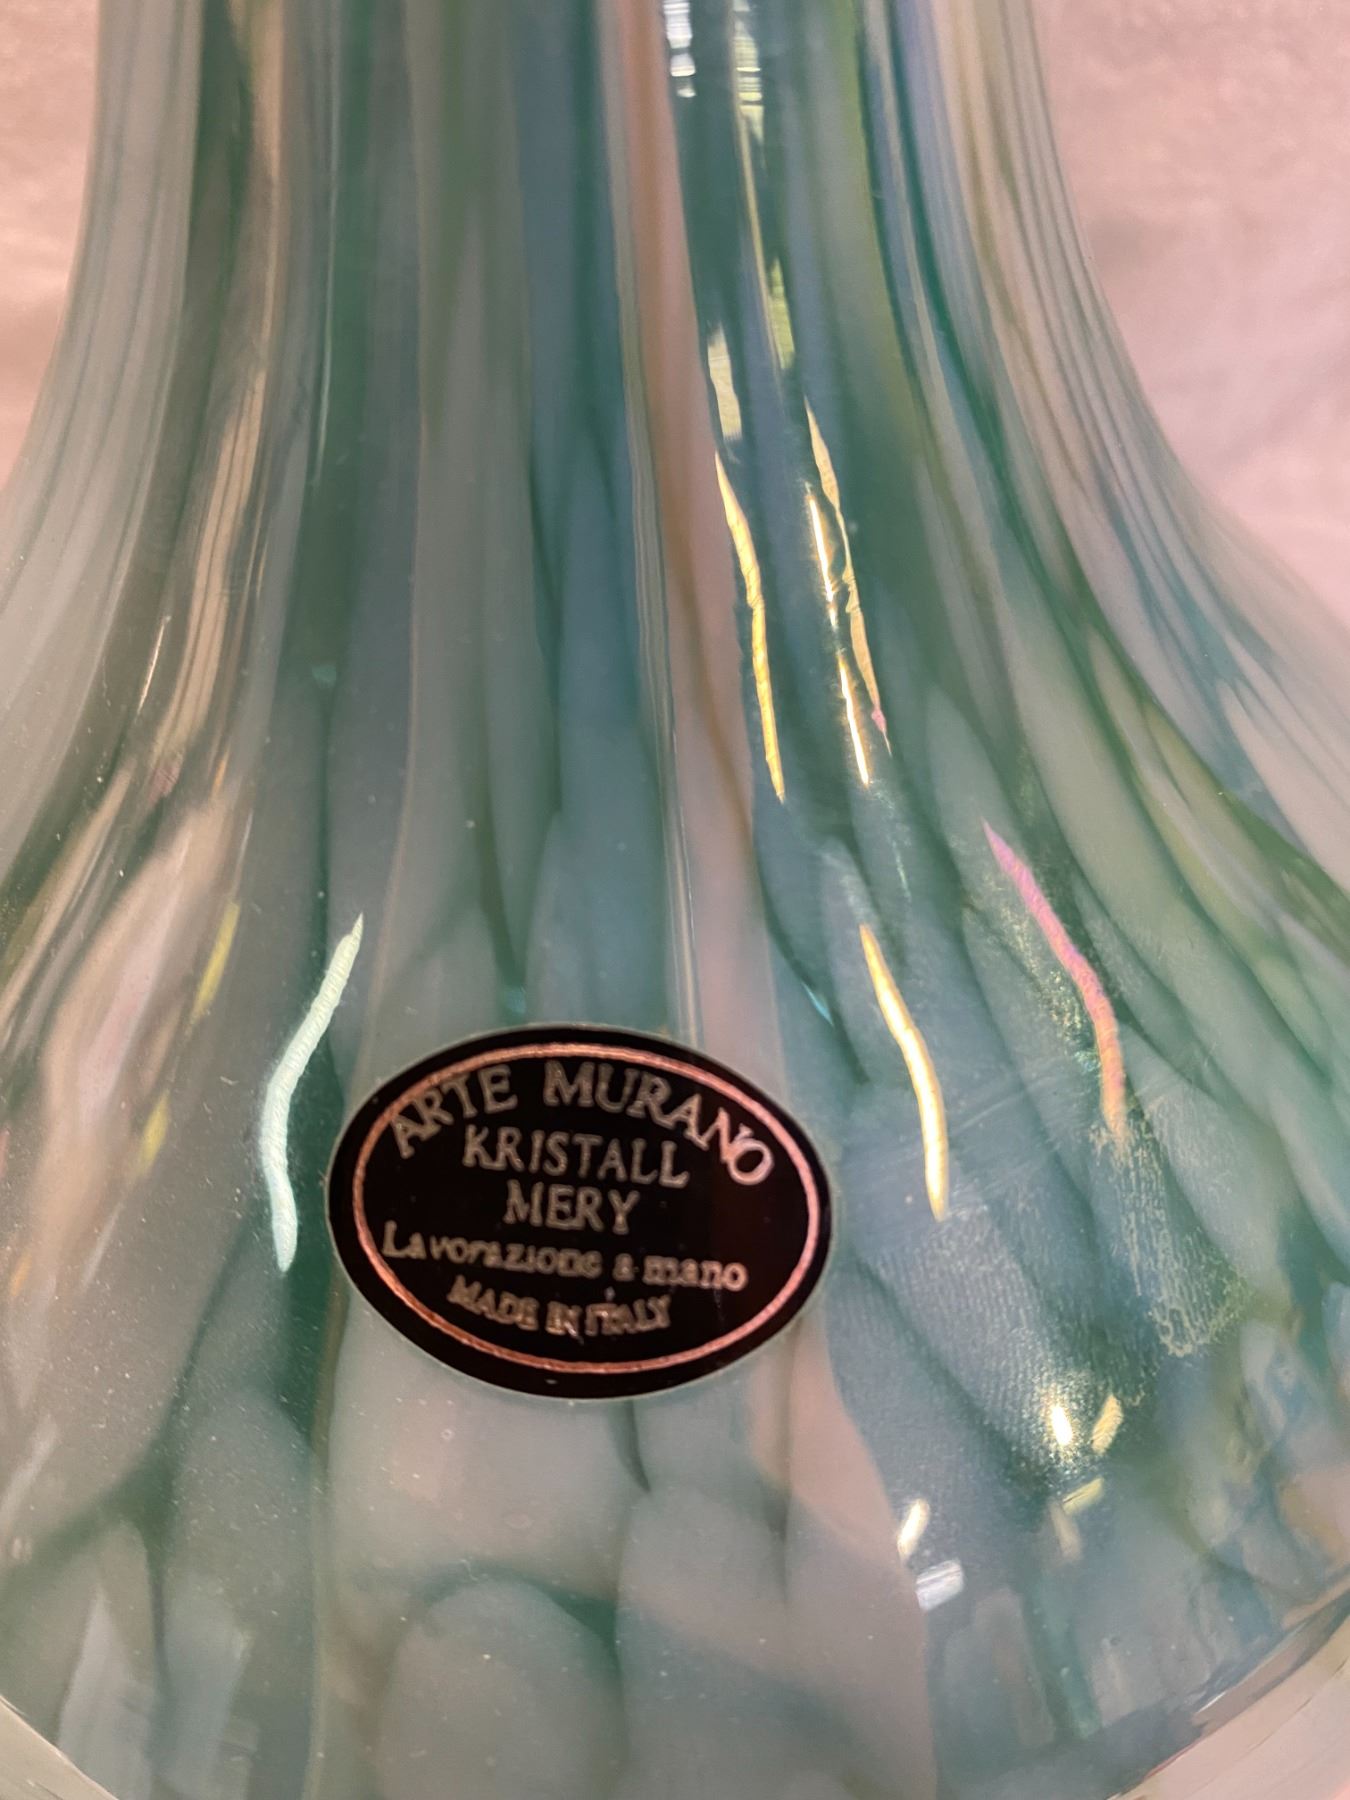 ARTE MURANO
KRISTALL
MERY
Lavorazione a mano
MADE IN ITALY